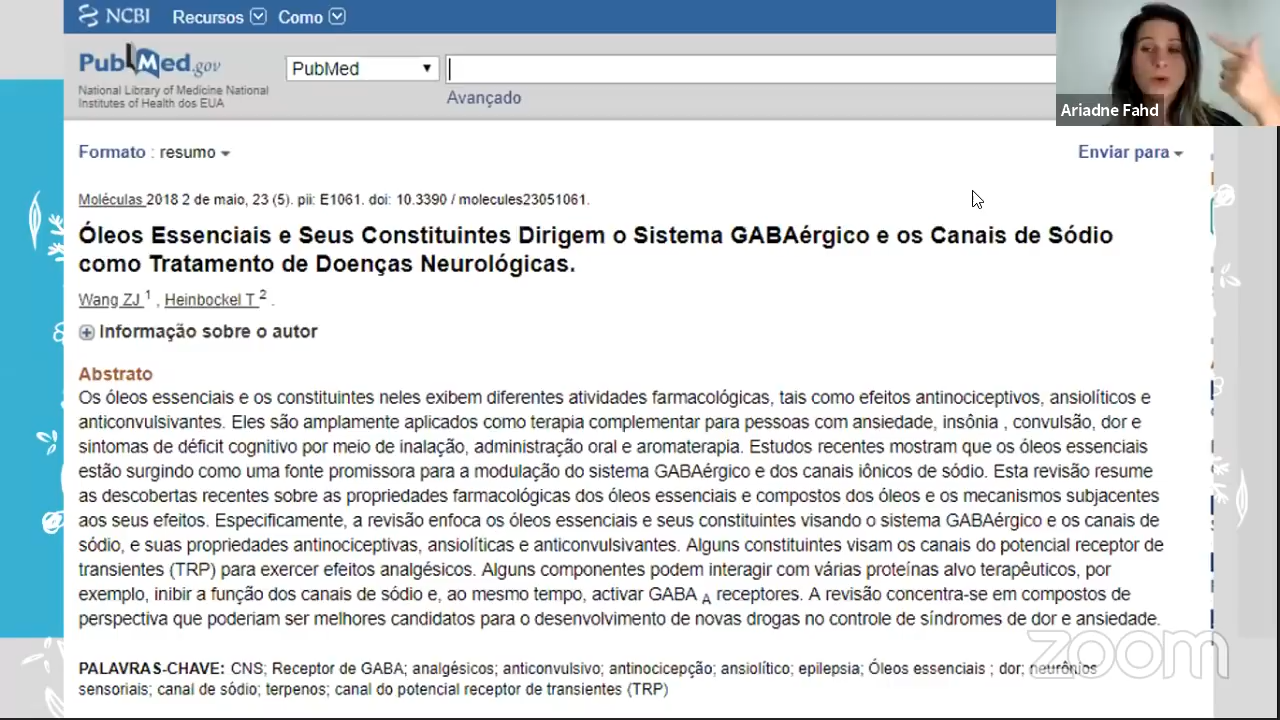 NCBI Recursos Como
PubMed.gov
National Library of Medicine National
Institutes of Health dos EUA
PubMed
Avançado
Ariadne Fahd
Formato : resumo
Enviar para
Moléculas 2018 2 de maio, 23 (5). pii: E1061. doi: 10.3390 / molecules23051061.
Óleos Essenciais e Seus Constituintes Dirigem o Sistema GABAérgico e os Canais de Sódio
como Tratamento de Doenças Neurológicas.
Wang ZJ 1 , Heinbockel T 2 .
Informação sobre o autor
Abstrato
Os óleos essenciais e os constituintes neles exibem diferentes atividades farmacológicas, tais como efeitos antinociceptivos, ansiolíticos e
anticonvulsivantes. Eles são amplamente aplicados como terapia complementar para pessoas com ansiedade, insônia , convulsão, dor e
sintomas de déficit cognitivo por meio de inalação, administração oral e aromaterapia. Estudos recentes mostram que os óleos essenciais
estão surgindo como uma fonte promissora para a modulação do sistema GABAérgico e dos canais iônicos de sódio. Esta revisão resume
as descobertas recentes sobre as propriedades farmacológicas dos óleos essenciais e compostos dos óleos e os mecanismos subjacentes
aos seus efeitos. Especificamente, a revisão enfoca os óleos essenciais e seus constituintes visando o sistema GABAérgico e os canais de
sódio, e suas propriedades antinociceptivas, ansiolíticas e anticonvulsivantes. Alguns constituintes visam os canais do potencial receptor de
transientes (TRP) para exercer efeitos analgésicos. Alguns componentes podem interagir com várias proteínas alvo terapêuticos, por
exemplo, inibir a função dos canais de sódio e, ao mesmo tempo, activar GABA A receptores. A revisão concentra-se em compostos de
perspectiva que poderiam ser melhores candidatos para o desenvolvimento de novas drogas no controle de síndromes de dor e ansiedade.
zoom
PALAVRAS-CHAVE: CNS; Receptor de GABA; analgésicos; anticonvulsivo; antinocicepção; ansiolítico; epilepsia; Óleos essenciais ; dor; neurônios
sensoriais; canal de sódio; terpenos; canal do potencial receptor de transientes (TRP)